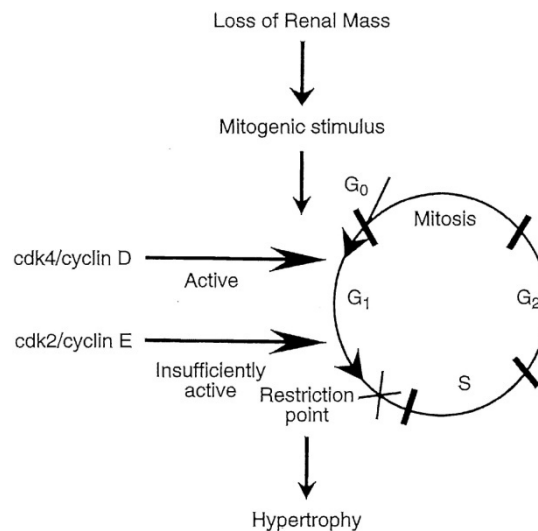 Loss of Renal Mass
Mitogenic stimulus
G₀
Mitosis
cdk4/cyclin D
Active
G₁
G₂
cdk2/cyclin E
Insufficiently
active
Restriction
point
S
Hypertrophy